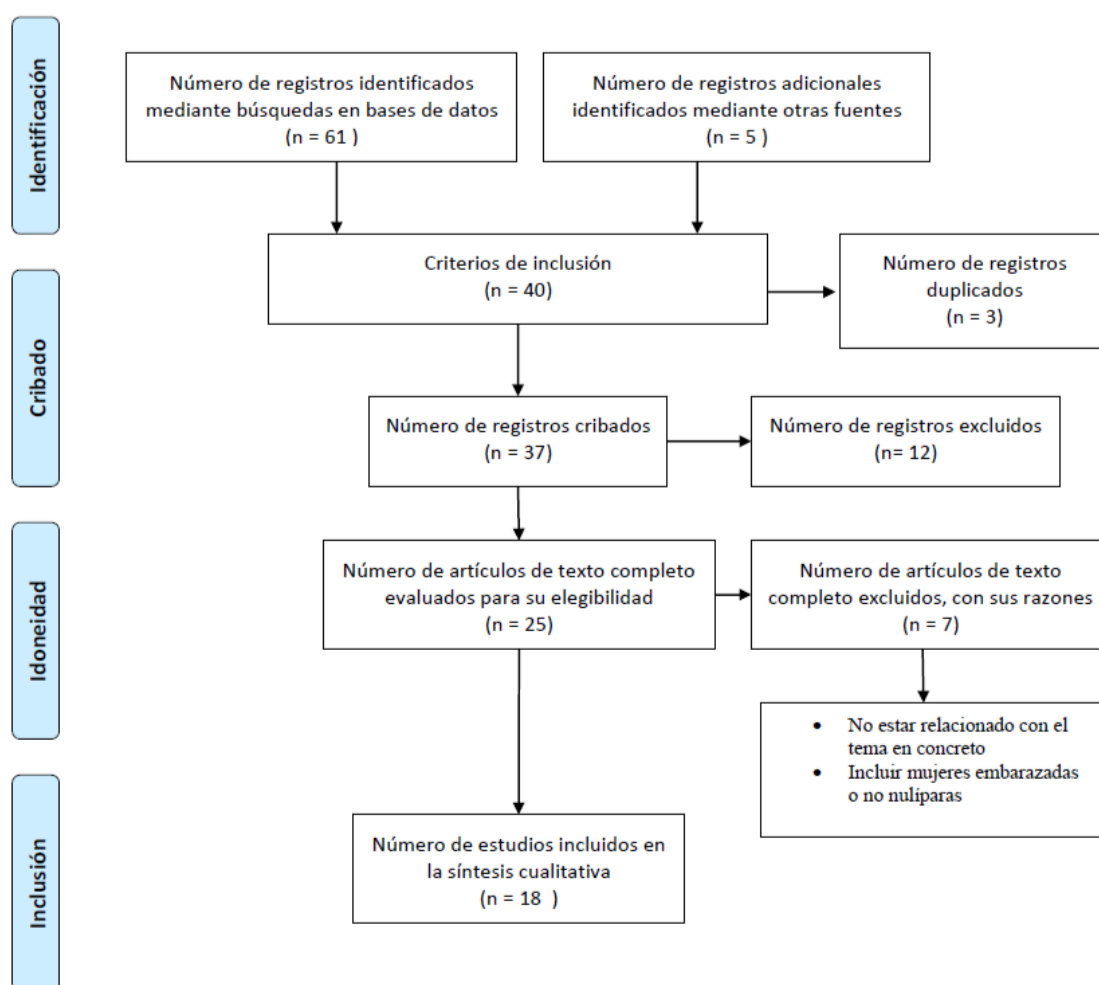 Identificación
Número de registros identificados
mediante búsquedas en bases de datos
(n = 61 )
Número de registros adicionales
identificados mediante otras fuentes
(n = 5 )
Criterios de inclusión
(n = 40)
Número de registros
duplicados
(n = 3)
Cribado
Número de registros cribados
(n = 37)
Número de registros excluidos
(n= 12)
Idoneidad
Número de artículos de texto completo
evaluados para su elegibilidad
(n = 25)
Número de artículos de texto
completo excluidos, con sus razones
(n = 7)
• No estar relacionado con el
tema en concreto
• Incluir mujeres embarazadas
o no nulíparas
Inclusión
Número de estudios incluidos en
la síntesis cualitativa
(n = 18 )